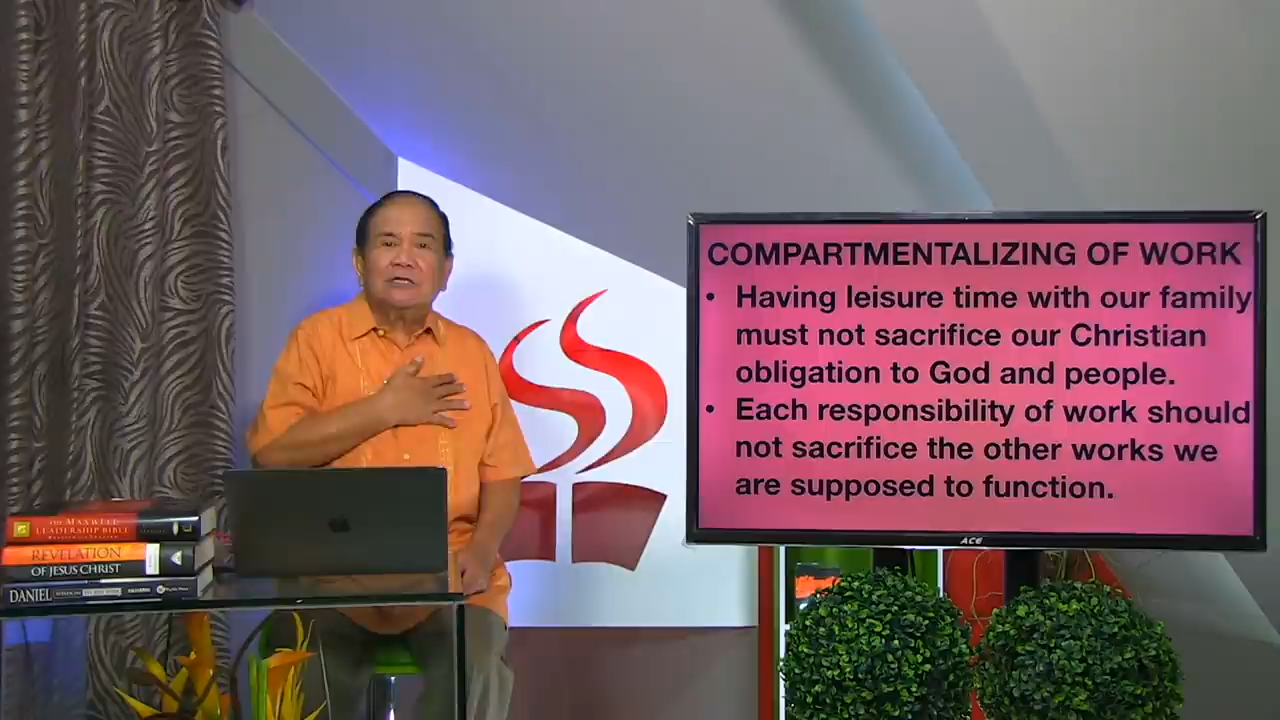 COMPARTMENTALIZING OF WORK
• Having leisure time with our family
must not sacrifice our Christian
obligation to God and people.
• Each responsibility of work should
not sacrifice the other works we
are supposed to function.
ACE
THE MAXWELL
LEADERSHIP BIBLE
REVELATION
OF JESUS CHRIST
DANIEL